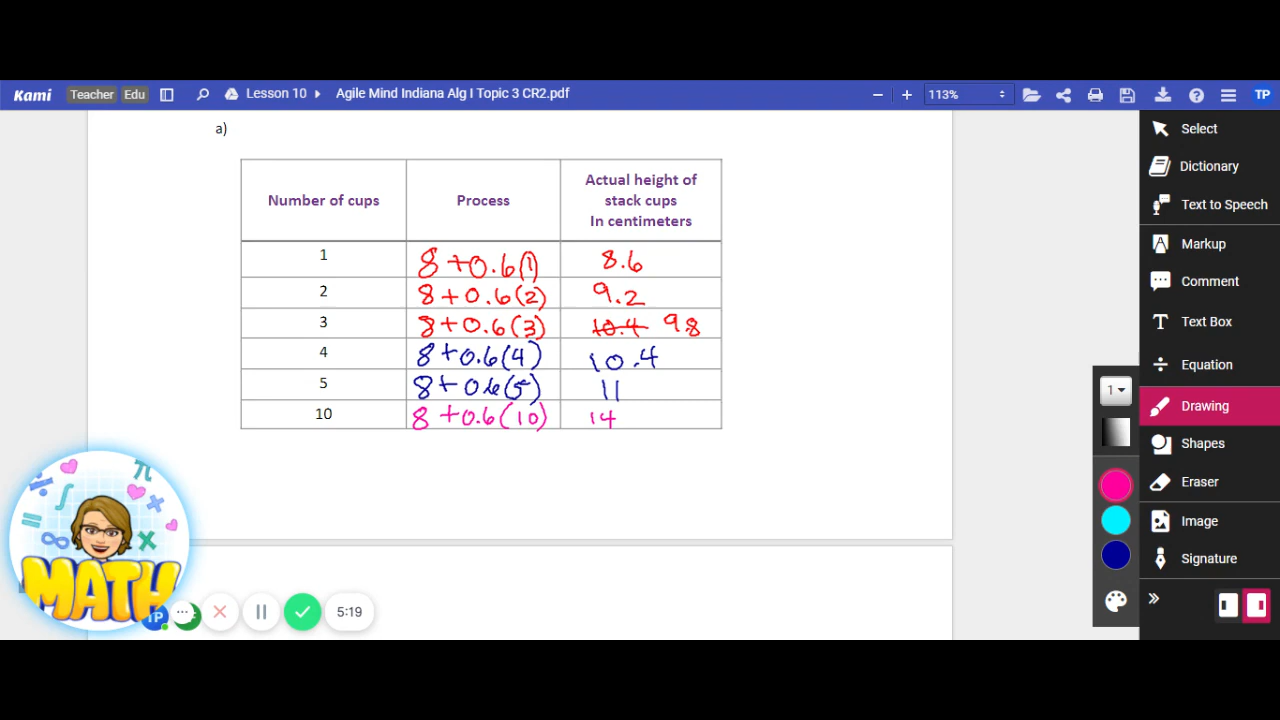 Kami Teacher Edu Lesson 10 Agile Mind Indiana Alg I Topic 3 CR2.pdf − + 113% TP
a)
Number of cups Process Actual height of
stack cups
In centimeters
1 8 + 0.6(1) 8.6
2 8 + 0.6(2) 9.2
3 8 + 0.6(3) 10.4 9.8
4 8 + 0.6(4) 10.4
5 8 + 0.6(5) 11
10 8 + 0.6(10) 14
Select
Dictionary
Text to Speech
Markup
Comment
Text Box
Equation
1
Drawing
Shapes
Eraser
Image
Signature
MATH
TP
5:19